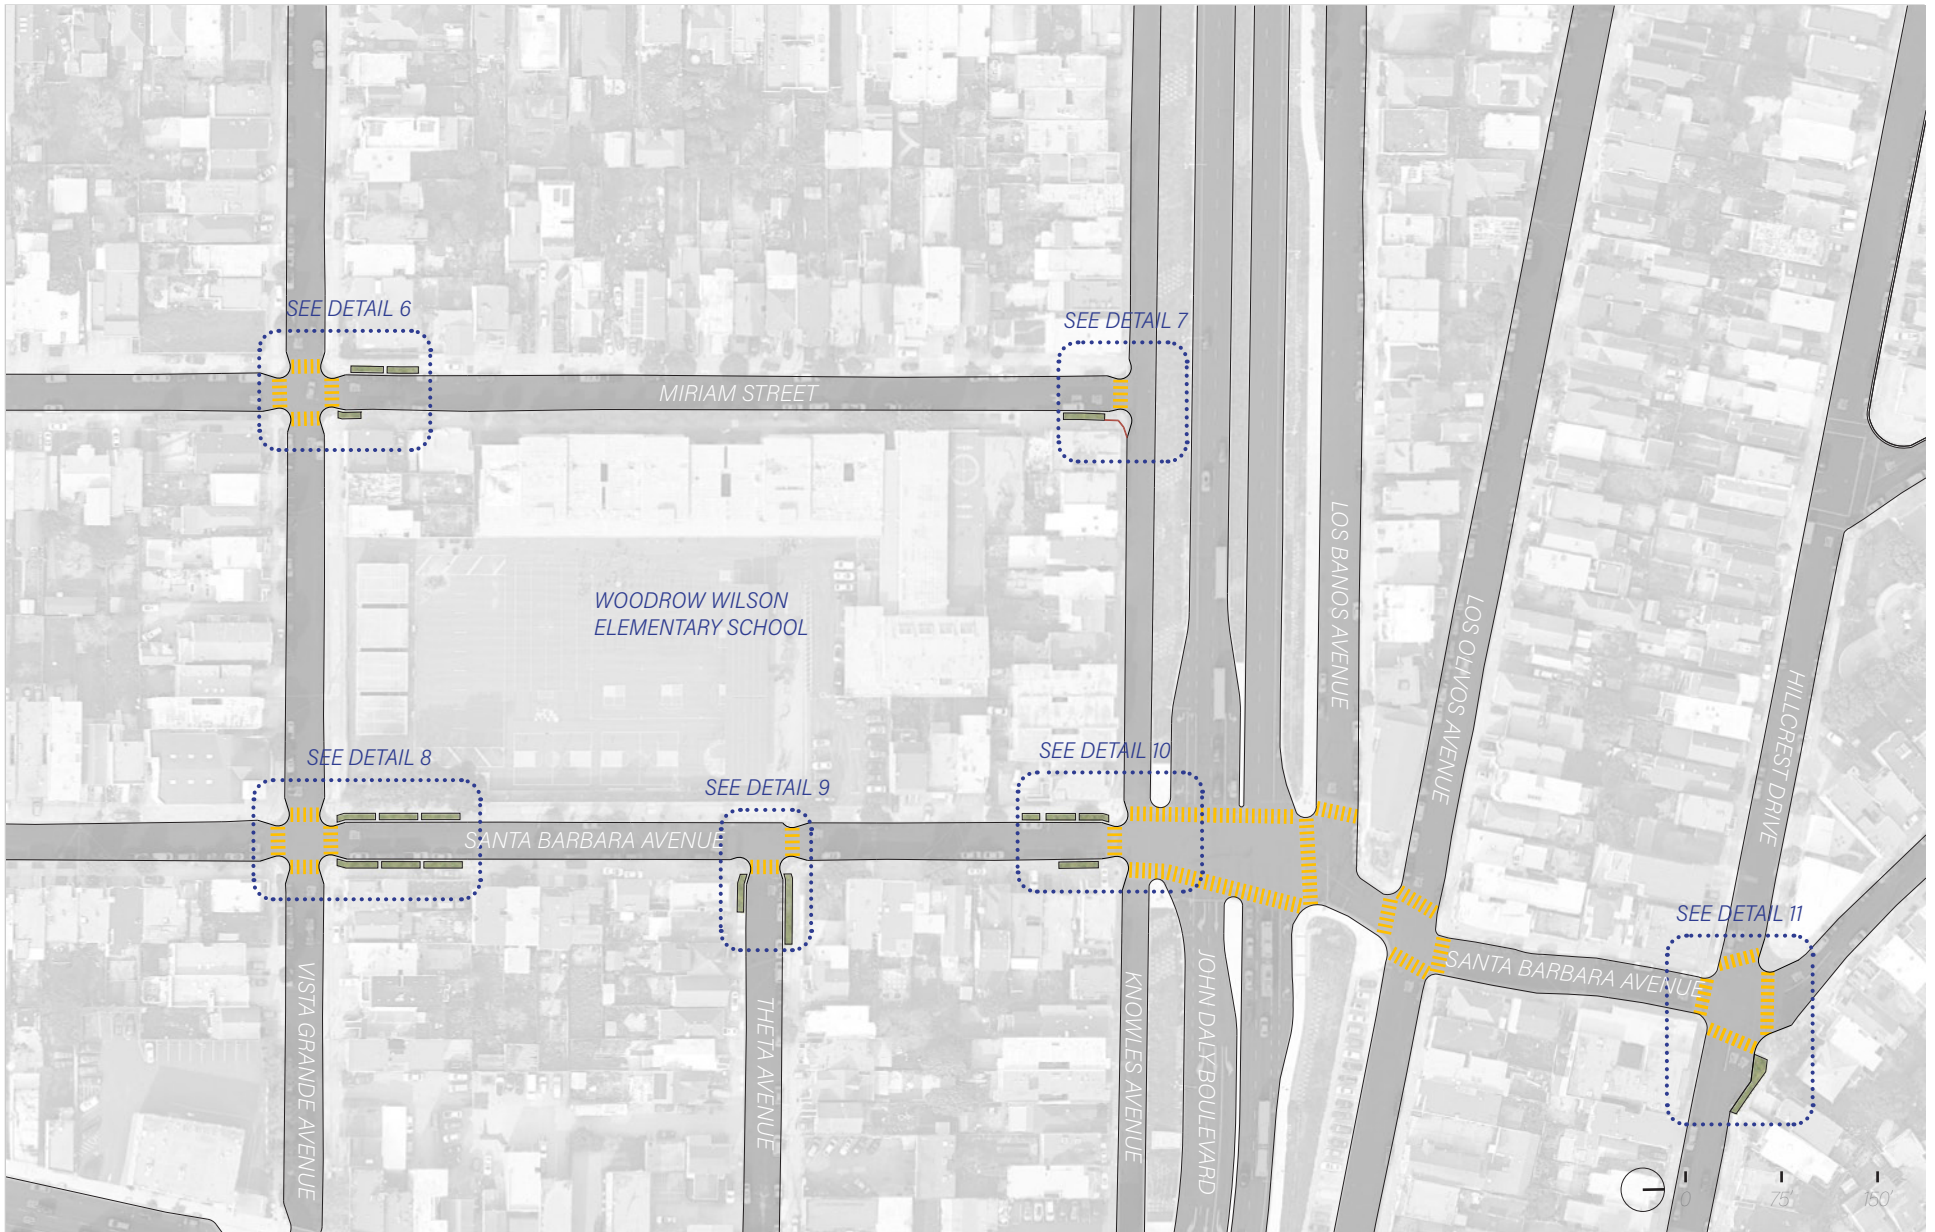 SEE DETAIL 6
SEE DETAIL 7
MIRIAM STREET
LOS BANOS AVENUE
WOODROW WILSON
ELEMENTARY SCHOOL
LOS OLIVOS AVENUE
HILLCREST DRIVE
SEE DETAIL 8
SEE DETAIL 9
SEE DETAIL 10
SANTA BARBARA AVENUE
SEE DETAIL 11
SANTA BARBARA AVENUE
VISTA GRANDE AVENUE
THETA AVENUE
KNOWLES AVENUE
JOHN DALY BOULEVARD
0 75' 150'